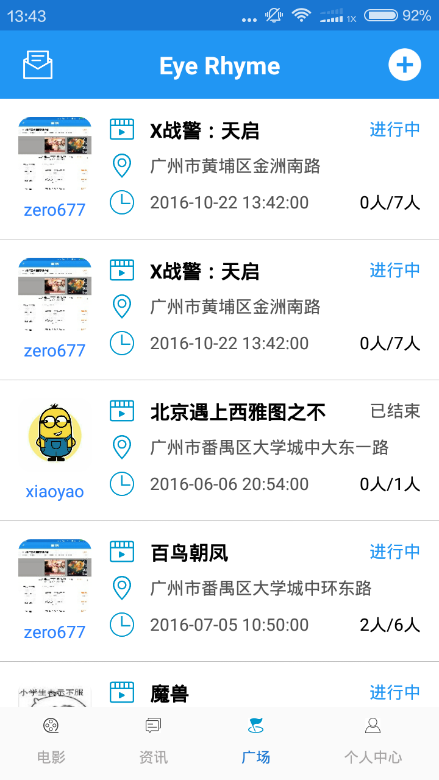 13:43
1X 92%
Eye Rhyme
X战警：天启 进行中
广州市黄埔区金洲南路
zero677 2016-10-22 13:42:00 0人/7人
X战警：天启 进行中
广州市黄埔区金洲南路
zero677 2016-10-22 13:42:00 0人/7人
北京遇上西雅图之不 已结束
广州市番禺区大学城中大东一路
xiaoyao 2016-06-06 20:54:00 0人/1人
百鸟朝凤 进行中
广州市番禺区大学城中环东路
zero677 2016-07-05 10:50:00 2人/6人
魔兽 进行中
电影 资讯 广场 个人中心